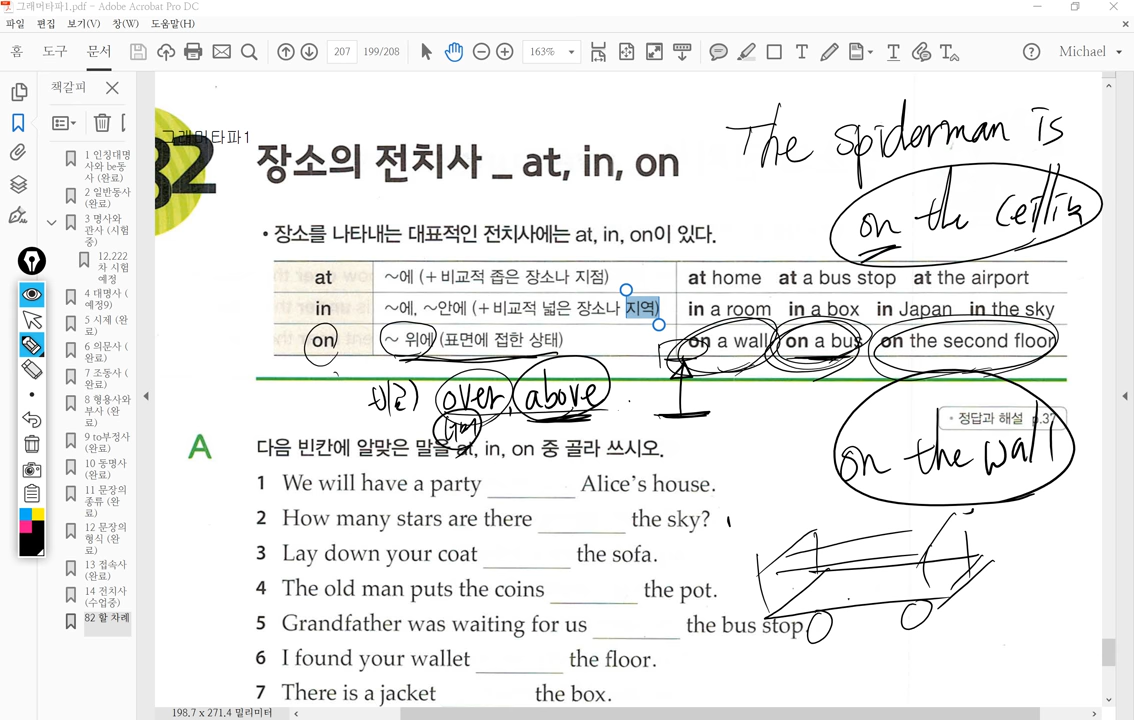 그래머타파1.pdf - Adobe Acrobat Pro DC
파일 편집 보기(V) 창(W) 도움말(H)
홈 도구 문서 207 199/208 163% Michael
책갈피
1 인칭대명사와 be동사 (완료)
2 일반동사 (완료)
3 명사와 관사 (시험중)
12,222차 시험 예정
4 대명사 (예정9)
5 시제 (완료)
6 의문사 (완료)
7 조동사 (완료)
8 형용사와 부사 (완료)
9 to부정사 (완료)
10 동명사 (완료)
11 문장의 종류 (완료)
12 문장의 형식 (완료)
13 접속사 (완료)
14 전치사 (수업중)
82 할 차례
그래머타파1
82 장소의 전치사 _ at, in, on
The spiderman is
on the ceiling
• 장소를 나타내는 대표적인 전치사에는 at, in, on이 있다.
at ~에 (+ 비교적 좁은 장소나 지점) at home at a bus stop at the airport
in ~에, ~안에 (+ 비교적 넓은 장소나 지역) in a room in a box in Japan in the sky
on ~ 위에 (표면에 접한 상태) on a wall on a bus on the second floor
over, above
• 정답과 해설 p.37
on the wall
A 다음 빈칸에 알맞은 말을 at, in, on 중 골라 쓰시오.
1 We will have a party ________ Alice's house.
2 How many stars are there ________ the sky?
3 Lay down your coat ________ the sofa.
4 The old man puts the coins ________ the pot.
5 Grandfather was waiting for us ________ the bus stop
6 I found your wallet ________ the floor.
7 There is a jacket ________ the box.
198.7 x 271.4 밀리미터